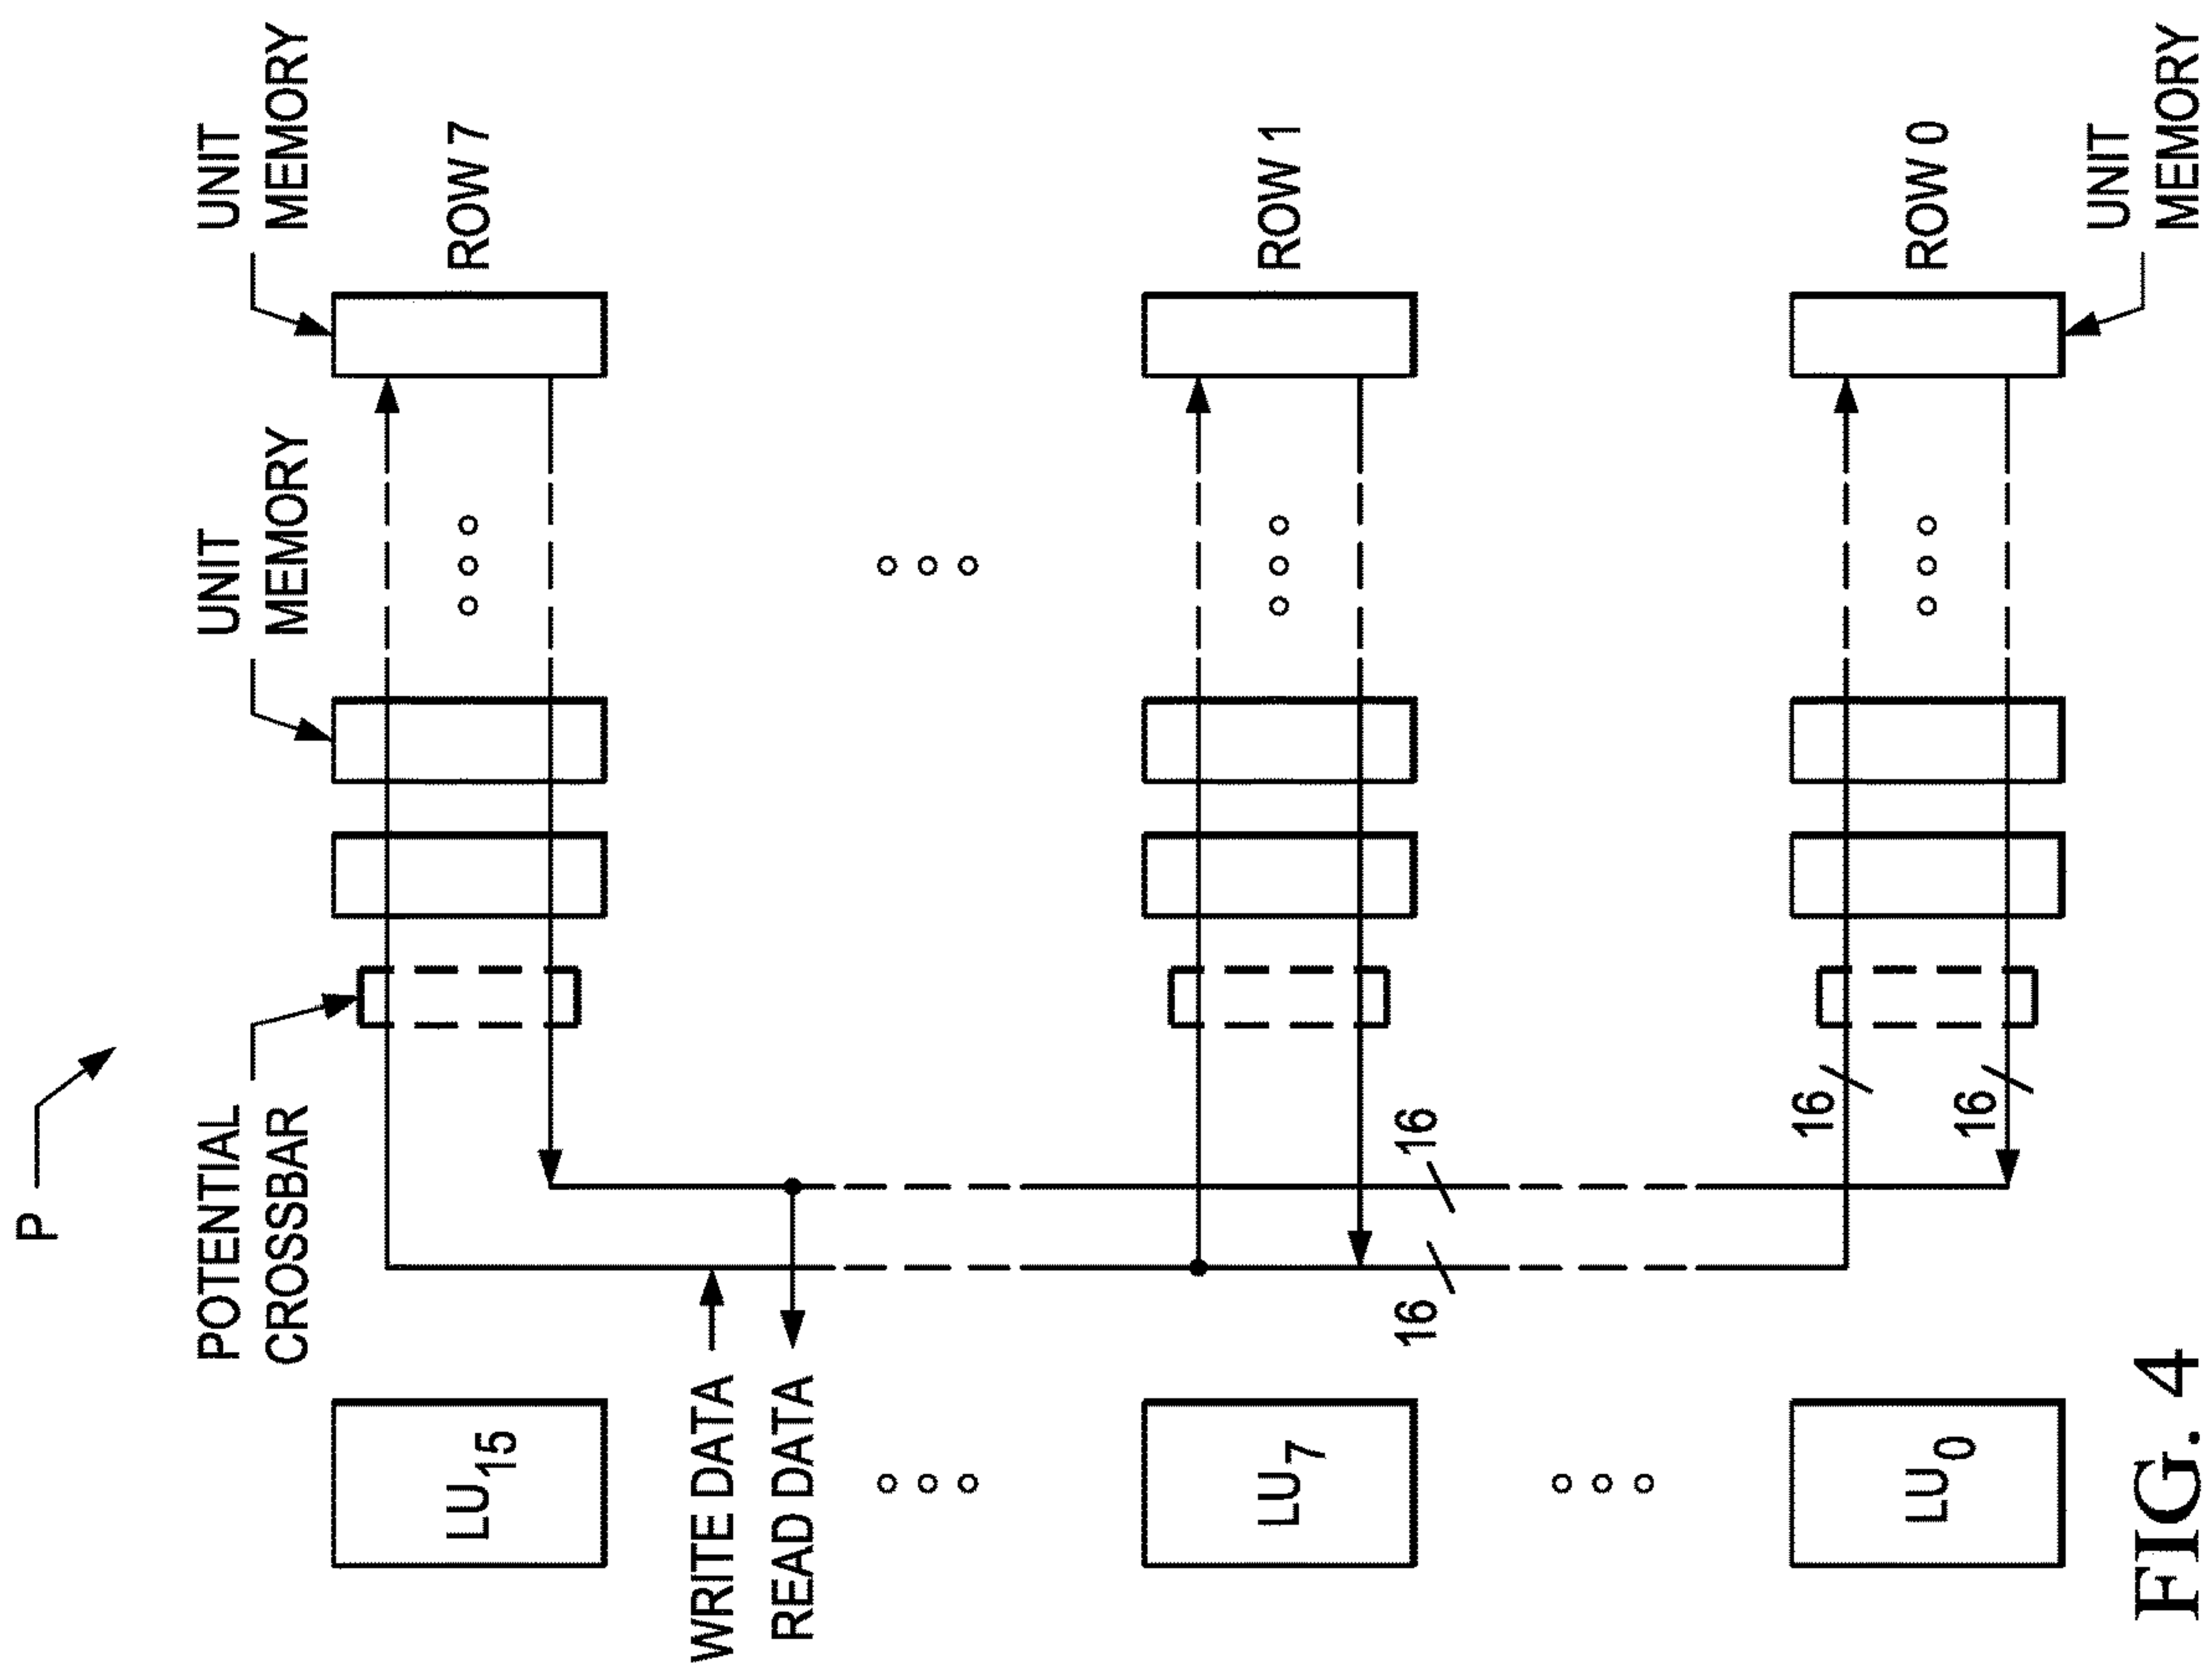 P
POTENTIAL
CROSSBAR
UNIT
MEMORY
UNIT
MEMORY
LU15
ROW 7
WRITE DATA
READ DATA
LU7
16
16
ROW 1
LU0
16
16
ROW 0
UNIT
MEMORY
FIG. 4